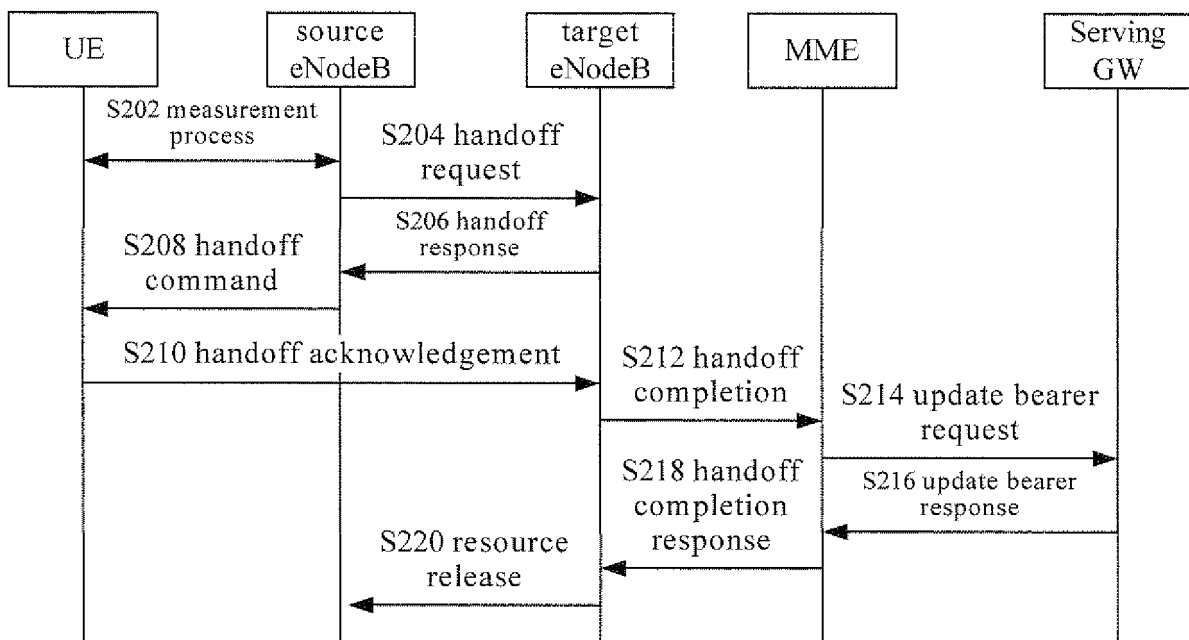 UE
source
eNodeB
target
eNodeB
MME
Serving
GW
S202 measurement
process
S204 handoff
request
S206 handoff
response
S208 handoff
command
S210 handoff acknowledgement
S212 handoff
completion
S214 update bearer
request
S216 update bearer
response
S218 handoff
completion
response
S220 resource
release